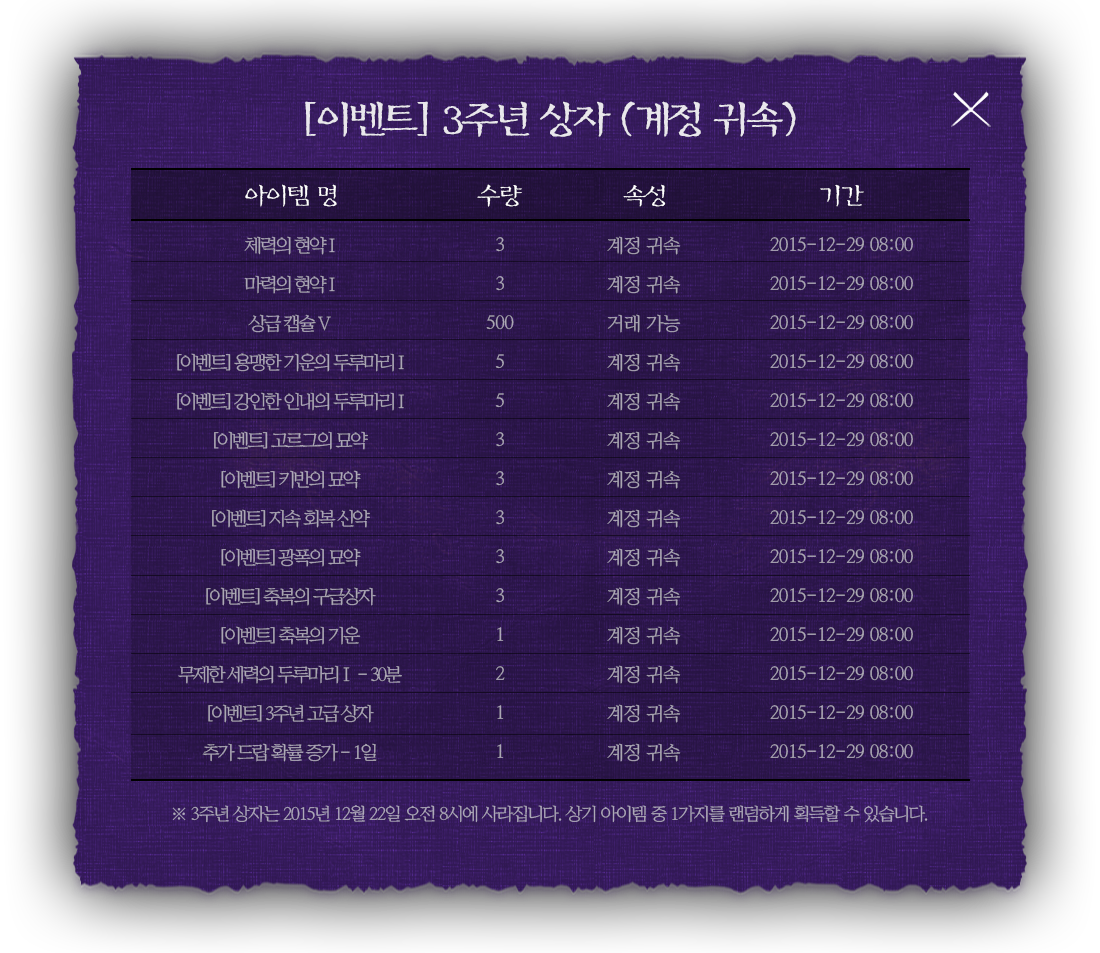 [이벤트] 3주년 상자 (계정 귀속)
아이템 명 수량 속성 기간
체력의 현약 I 3 계정 귀속 2015-12-29 08:00
마력의 현약 I 3 계정 귀속 2015-12-29 08:00
상급 캡슐 V 500 거래 가능 2015-12-29 08:00
[이벤트] 용맹한 기운의 두루마리 I 5 계정 귀속 2015-12-29 08:00
[이벤트] 강인한 인내의 두루마리 I 5 계정 귀속 2015-12-29 08:00
[이벤트] 고르그의 묘약 3 계정 귀속 2015-12-29 08:00
[이벤트] 키반의 묘약 3 계정 귀속 2015-12-29 08:00
[이벤트] 지속 회복 신약 3 계정 귀속 2015-12-29 08:00
[이벤트] 광폭의 묘약 3 계정 귀속 2015-12-29 08:00
[이벤트] 축복의 구급상자 3 계정 귀속 2015-12-29 08:00
[이벤트] 축복의 기운 1 계정 귀속 2015-12-29 08:00
무제한 세력의 두루마리 I - 30분 2 계정 귀속 2015-12-29 08:00
[이벤트] 3주년 고급 상자 1 계정 귀속 2015-12-29 08:00
추가 드랍 확률 증가 - 1일 1 계정 귀속 2015-12-29 08:00
※ 3주년 상자는 2015년 12월 22일 오전 8시에 사라집니다. 상기 아이템 중 1가지를 랜덤하게 획득할 수 있습니다.